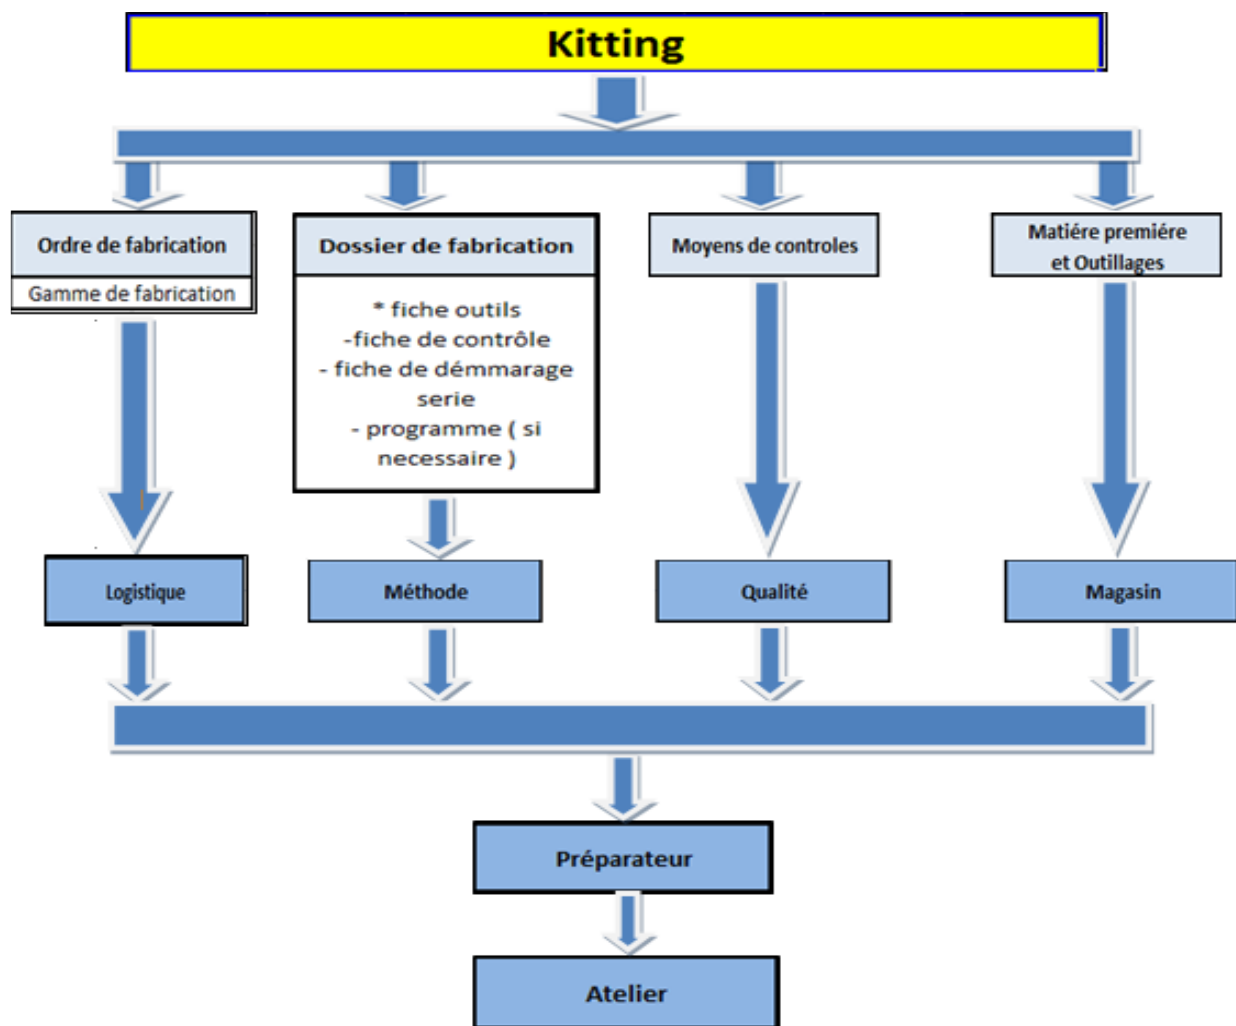 Kitting
Ordre de fabrication
Gamme de fabrication
Dossier de fabrication
* fiche outils
-fiche de contrôle
- fiche de démmarage
serie
- programme ( si
necessaire )
Moyens de controles
Matiére premiére
et Outillages
Logistique
Méthode
Qualité
Magasin
Préparateur
Atelier